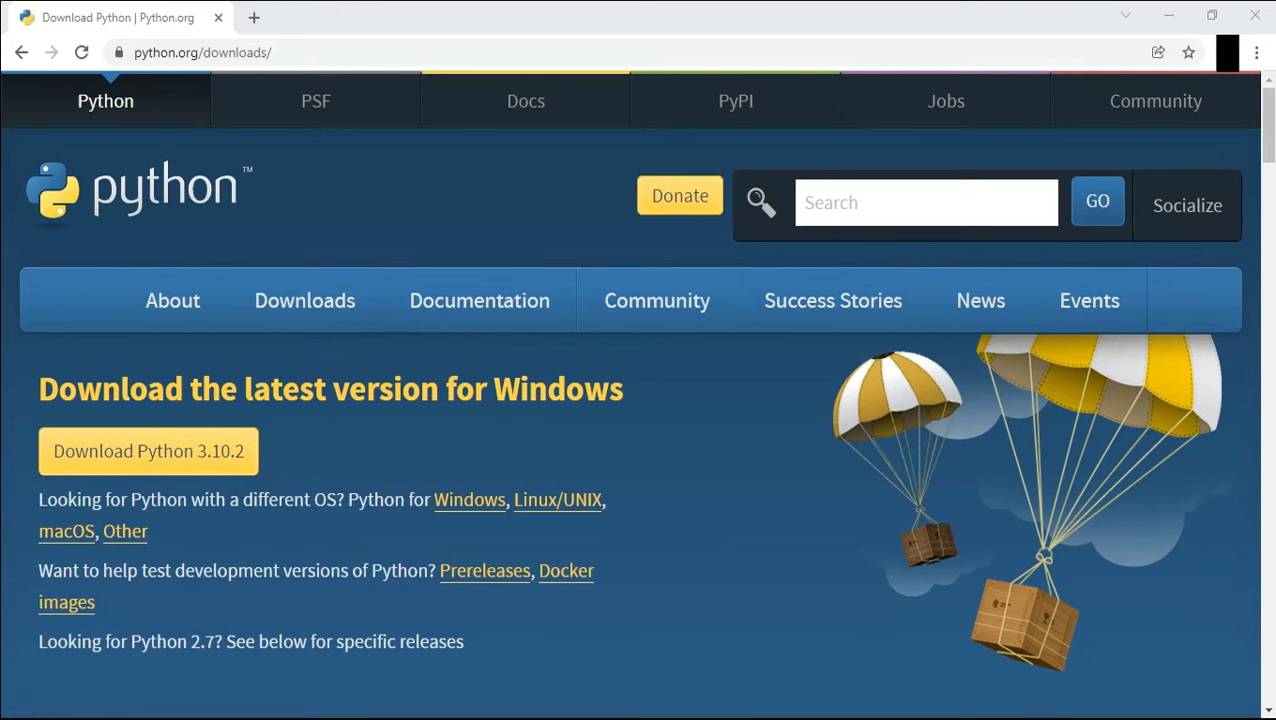 Download Python | Python.org
python.org/downloads/
Python PSF Docs PyPI Jobs Community
python™
Donate Search GO Socialize
About Downloads Documentation Community Success Stories News Events
Download the latest version for Windows
Download Python 3.10.2
Looking for Python with a different OS? Python for Windows, Linux/UNIX,
macOS, Other
Want to help test development versions of Python? Prereleases, Docker
images
Looking for Python 2.7? See below for specific releases